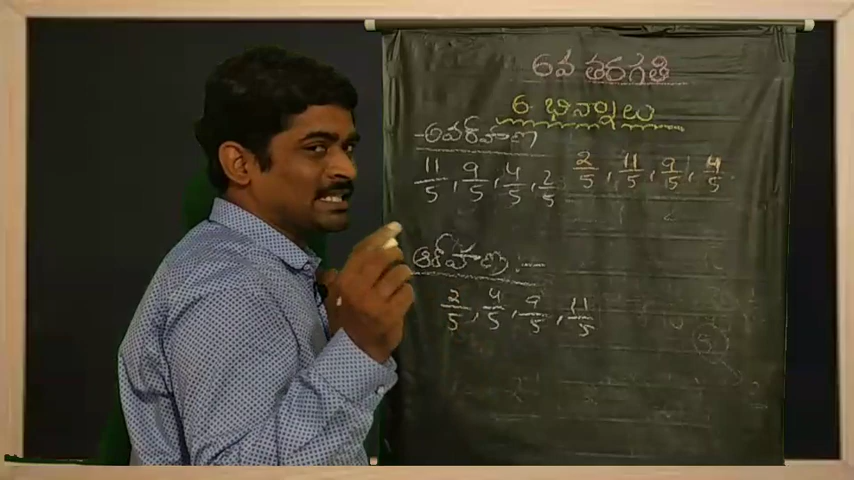 6వ తరగతి
6. భిన్నాలు
అవరోహణ
11/5, 9/5, 4/5, 2/5
2/5, 11/5, 9/5, 4/5
ఆరోహణ :-
2/5, 4/5, 9/5, 11/5